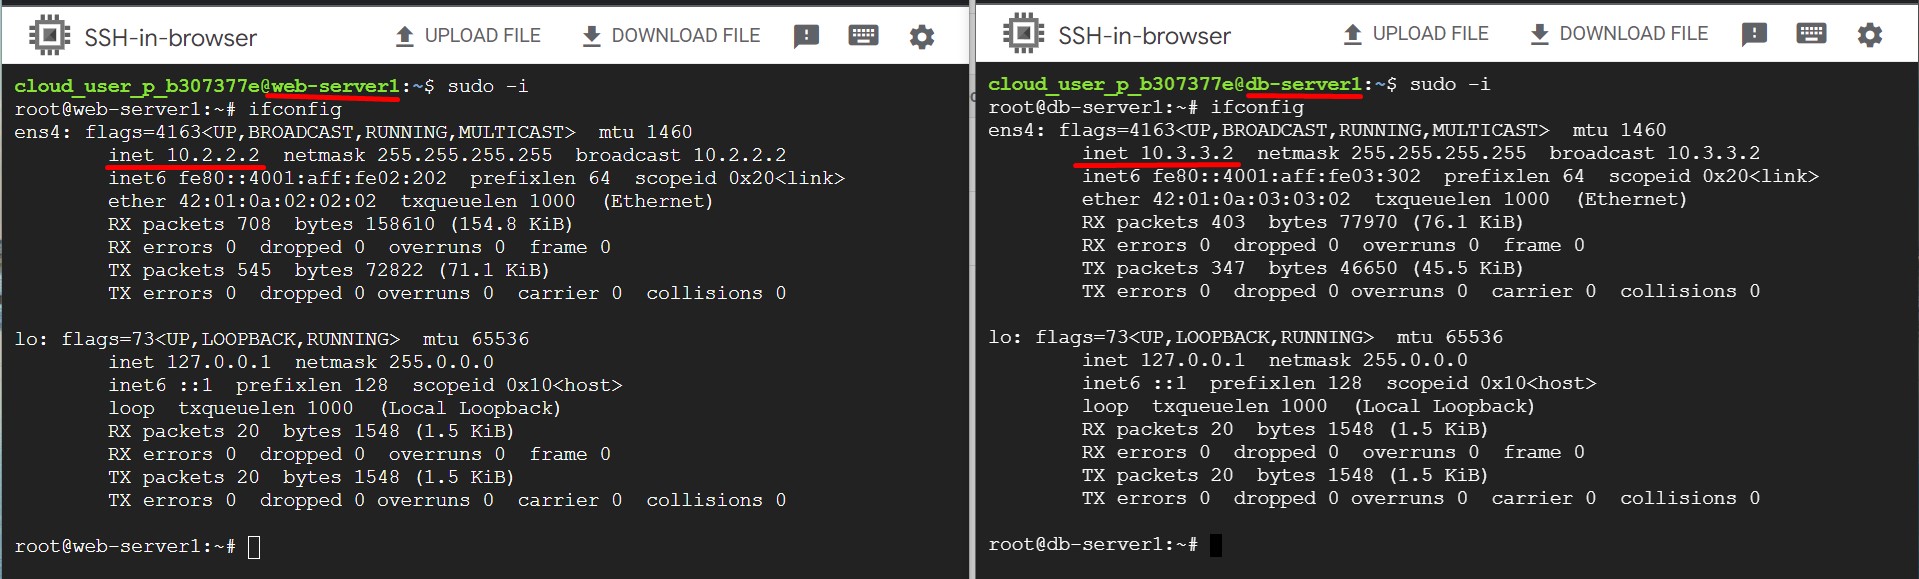 SSH-in-browser UPLOAD FILE DOWNLOAD FILE
cloud_user_p_b307377e@web-server1:~$ sudo -i
root@web-server1:~# ifconfig
ens4: flags=4163<UP,BROADCAST,RUNNING,MULTICAST>  mtu 1460
        inet 10.2.2.2  netmask 255.255.255.255  broadcast 10.2.2.2
        inet6 fe80::4001:aff:fe02:202  prefixlen 64  scopeid 0x20<link>
        ether 42:01:0a:02:02:02  txqueuelen 1000  (Ethernet)
        RX packets 708  bytes 158610 (154.8 KiB)
        RX errors 0  dropped 0  overruns 0  frame 0
        TX packets 545  bytes 72822 (71.1 KiB)
        TX errors 0  dropped 0 overruns 0  carrier 0  collisions 0
lo: flags=73<UP,LOOPBACK,RUNNING>  mtu 65536
        inet 127.0.0.1  netmask 255.0.0.0
        inet6 ::1  prefixlen 128  scopeid 0x10<host>
        loop  txqueuelen 1000  (Local Loopback)
        RX packets 20  bytes 1548 (1.5 KiB)
        RX errors 0  dropped 0  overruns 0  frame 0
        TX packets 20  bytes 1548 (1.5 KiB)
        TX errors 0  dropped 0 overruns 0  carrier 0  collisions 0
root@web-server1:~#
SSH-in-browser UPLOAD FILE DOWNLOAD FILE
cloud_user_p_b307377e@db-server1:~$ sudo -i
root@db-server1:~# ifconfig
ens4: flags=4163<UP,BROADCAST,RUNNING,MULTICAST>  mtu 1460
        inet 10.3.3.2  netmask 255.255.255.255  broadcast 10.3.3.2
        inet6 fe80::4001:aff:fe03:302  prefixlen 64  scopeid 0x20<link>
        ether 42:01:0a:03:03:02  txqueuelen 1000  (Ethernet)
        RX packets 403  bytes 77970 (76.1 KiB)
        RX errors 0  dropped 0  overruns 0  frame 0
        TX packets 347  bytes 46650 (45.5 KiB)
        TX errors 0  dropped 0 overruns 0  carrier 0  collisions 0
lo: flags=73<UP,LOOPBACK,RUNNING>  mtu 65536
        inet 127.0.0.1  netmask 255.0.0.0
        inet6 ::1  prefixlen 128  scopeid 0x10<host>
        loop  txqueuelen 1000  (Local Loopback)
        RX packets 20  bytes 1548 (1.5 KiB)
        RX errors 0  dropped 0  overruns 0  frame 0
        TX packets 20  bytes 1548 (1.5 KiB)
        TX errors 0  dropped 0 overruns 0  carrier 0  collisions 0
root@db-server1:~#